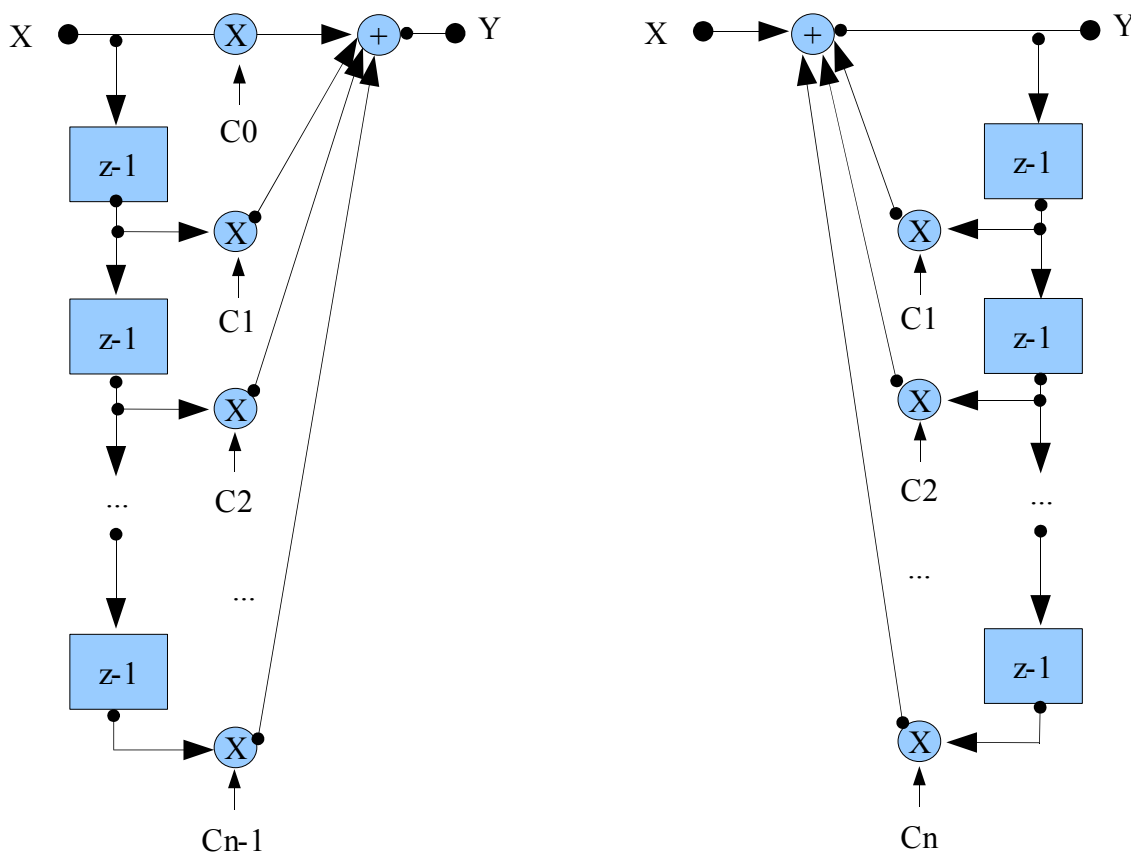 X
X
+
Y
C0
z-1
X
C1
z-1
X
C2
...
...
z-1
X
Cn-1
X
+
Y
z-1
X
C1
z-1
X
C2
...
...
z-1
X
Cn